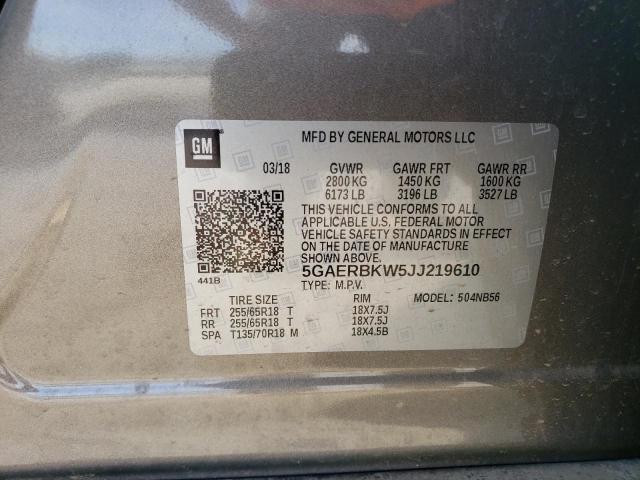 GM
MFD BY GENERAL MOTORS LLC
03/18 GVWR GAWR FRT GAWR RR
2800 KG 1450 KG 1600 KG
6173 LB 3196 LB 3527 LB
THIS VEHICLE CONFORMS TO ALL
APPLICABLE U.S. FEDERAL MOTOR
VEHICLE SAFETY STANDARDS IN EFFECT
ON THE DATE OF MANUFACTURE
SHOWN ABOVE.
441B
5GAERBKW5JJ219610
TYPE: M.P.V. MODEL: 504NB56
TIRE SIZE RIM
FRT 255/65R18 T 18X7.5J
RR 255/65R18 T 18X7.5J
SPA T135/70R18 M 18X4.5B